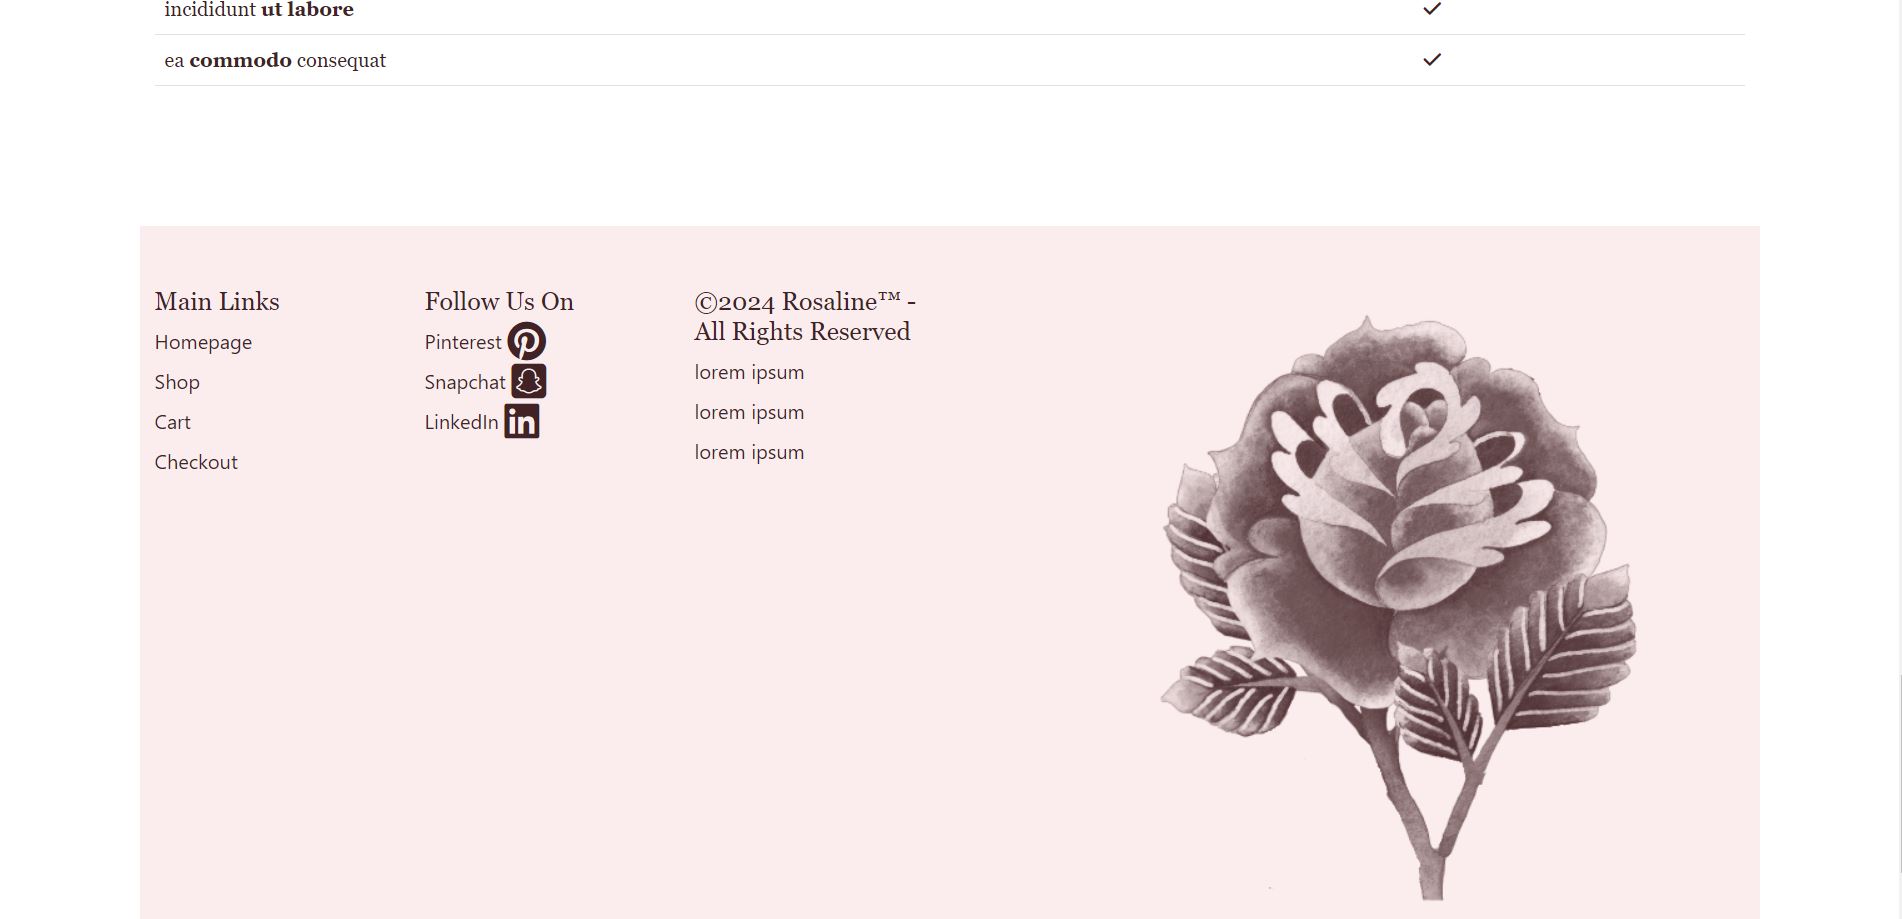 incididunt ut labore
ea commodo consequat
Main Links
Homepage
Shop
Cart
Checkout
Follow Us On
Pinterest
Snapchat
LinkedIn
in
©2024 Rosaline™ -
All Rights Reserved
lorem ipsum
lorem ipsum
lorem ipsum